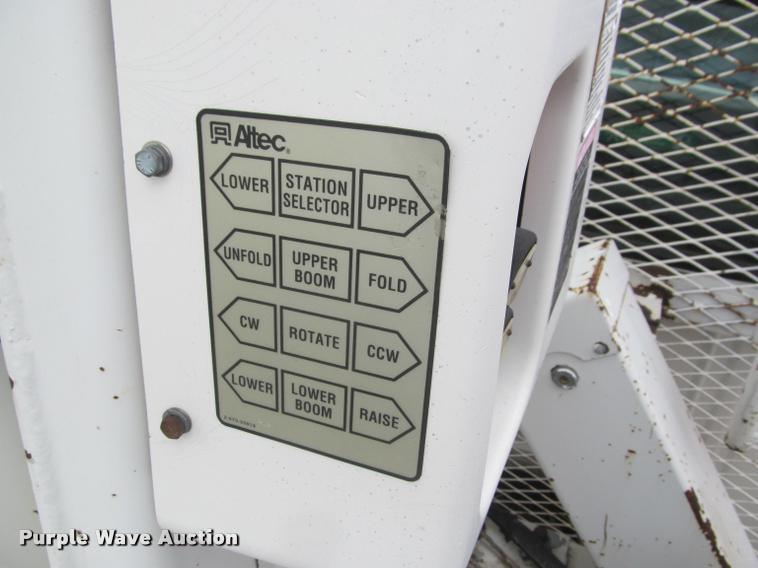 Altec
LOWER STATION SELECTOR UPPER
UNFOLD UPPER BOOM FOLD
CW ROTATE CCW
LOWER LOWER BOOM RAISE
Purple Wave Auction